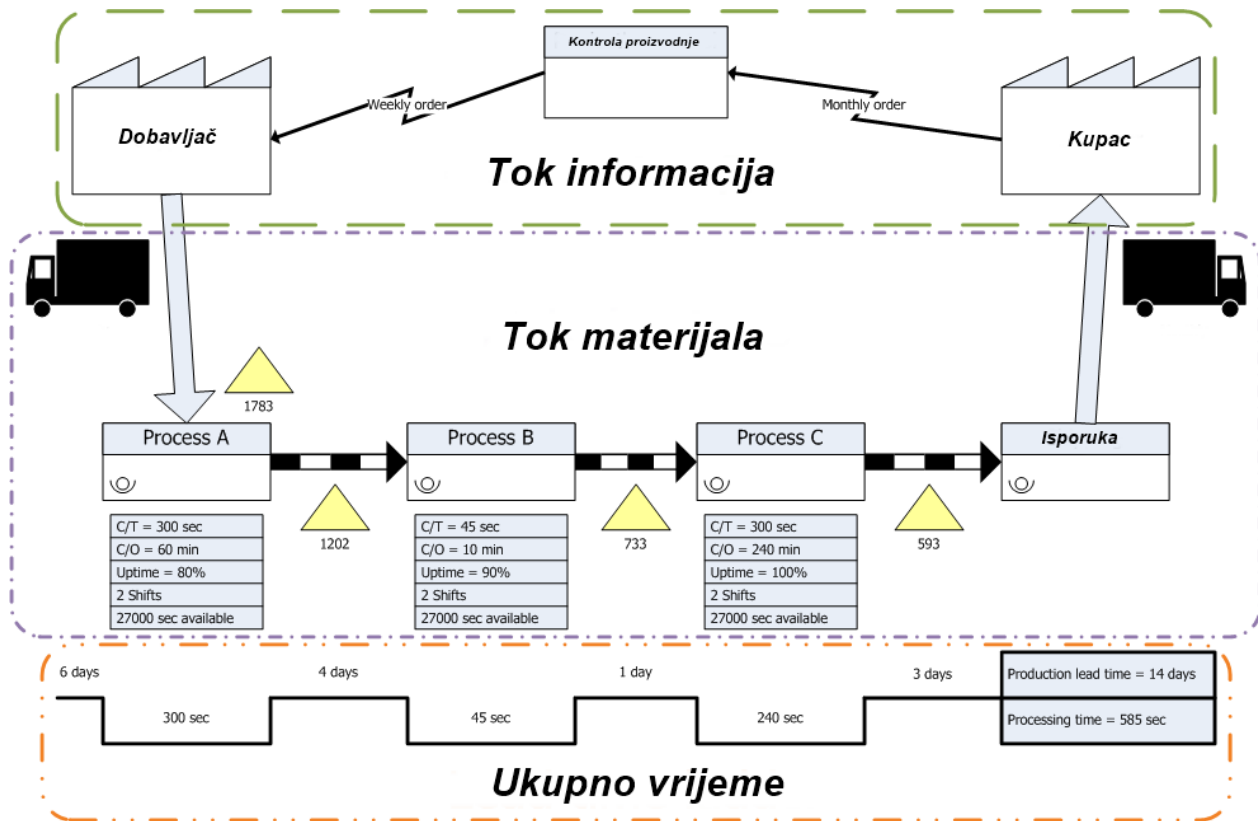 Kontrola proizvodnje
Weekly order
Monthly order
Dobavljač
Kupac
Tok informacija
Tok materijala
1783
Process A
Process B
Process C
Isporuka
1202
733
593
C/T = 300 sec
C/O = 60 min
Uptime = 80%
2 Shifts
27000 sec available
C/T = 45 sec
C/O = 10 min
Uptime = 90%
2 Shifts
27000 sec available
C/T = 300 sec
C/O = 240 min
Uptime = 100%
2 Shifts
27000 sec available
6 days
4 days
1 day
3 days
Production lead time = 14 days
300 sec
45 sec
240 sec
Processing time = 585 sec
Ukupno vrijeme